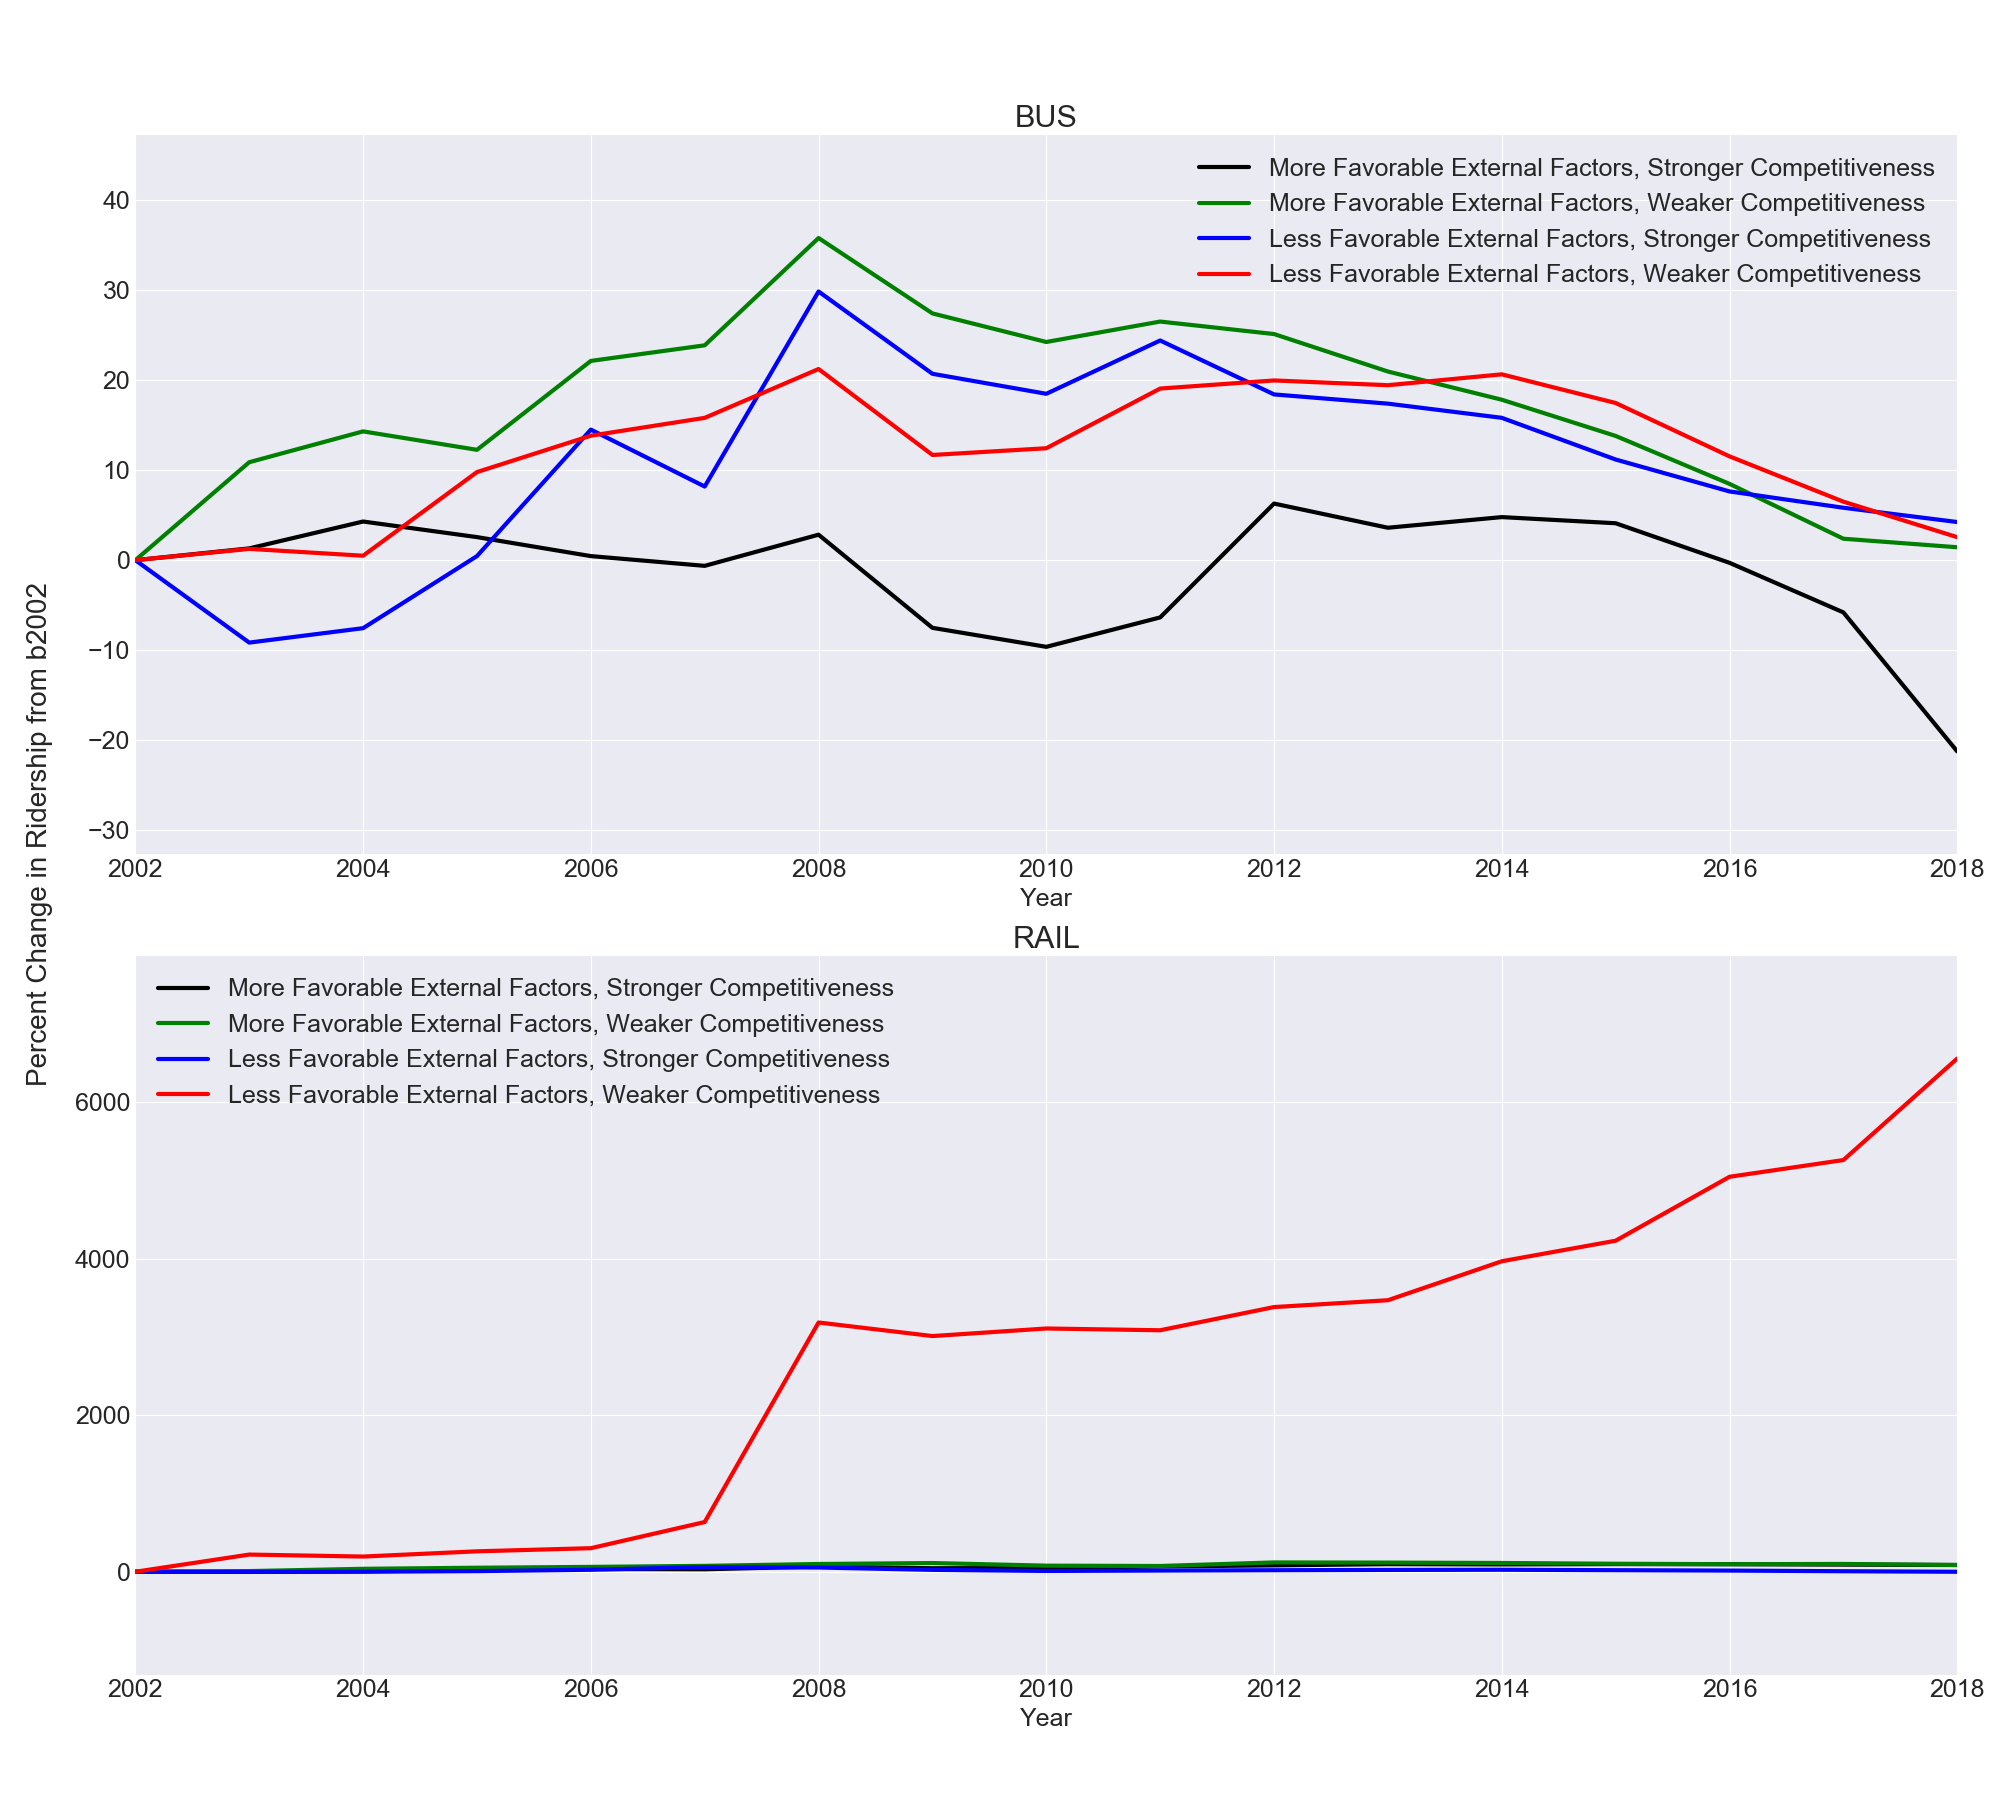 BUS
More Favorable External Factors, Stronger Competitiveness
More Favorable External Factors, Weaker Competitiveness
Less Favorable External Factors, Stronger Competitiveness
Less Favorable External Factors, Weaker Competitiveness
40
30
20
10
0
−10
−20
−30
2002 2004 2006 2008 2010 2012 2014 2016 2018
Year
Percent Change in Ridership from b2002
RAIL
More Favorable External Factors, Stronger Competitiveness
More Favorable External Factors, Weaker Competitiveness
Less Favorable External Factors, Stronger Competitiveness
Less Favorable External Factors, Weaker Competitiveness
6000
4000
2000
0
2002 2004 2006 2008 2010 2012 2014 2016 2018
Year